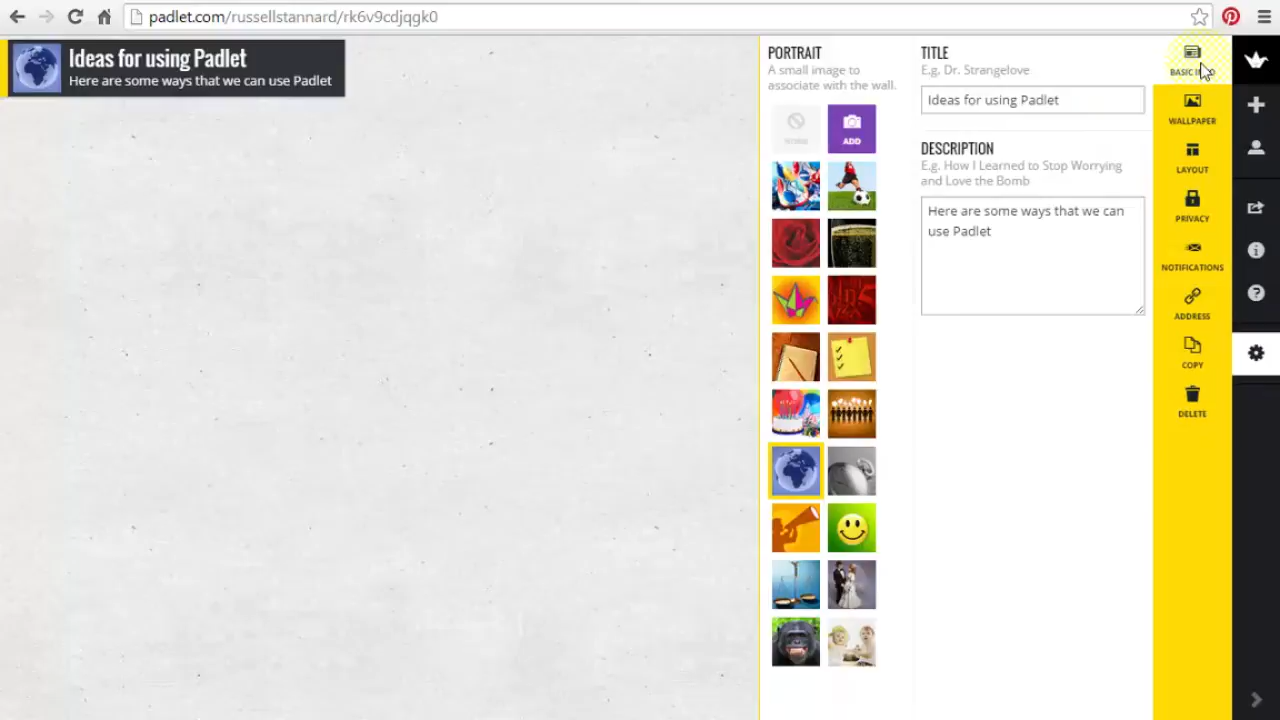 padlet.com/russellstannard/rk6v9cdjqgk0
Ideas for using Padlet
Here are some ways that we can use Padlet
PORTRAIT
A small image to
associate with the wall.
ADD
TITLE
E.g. Dr. Strangelove
Ideas for using Padlet
DESCRIPTION
E.g. How I Learned to Stop Worrying
and Love the Bomb
Here are some ways that we can
use Padlet
BASIC
WALLPAPER
LAYOUT
PRIVACY
NOTIFICATIONS
ADDRESS
COPY
DELETE